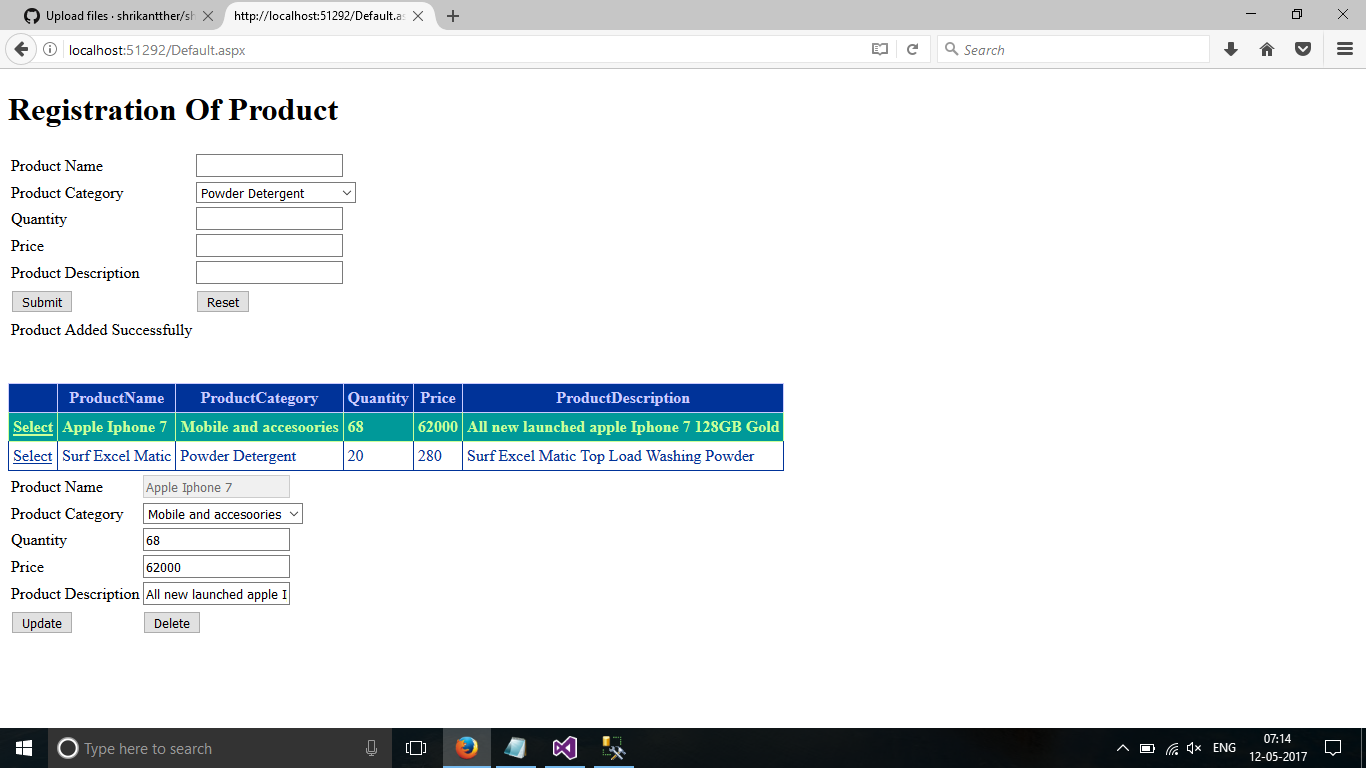 Upload files · shrikantther/sh
http://localhost:51292/Default.as
localhost:51292/Default.aspx
Search
Registration Of Product
Product Name
Product Category Powder Detergent
Quantity
Price
Product Description
Submit Reset
Product Added Successfully
ProductName ProductCategory Quantity Price ProductDescription
Select Apple Iphone 7 Mobile and accesoories 68 62000 All new launched apple Iphone 7 128GB Gold
Select Surf Excel Matic Powder Detergent 20 280 Surf Excel Matic Top Load Washing Powder
Product Name Apple Iphone 7
Product Category Mobile and accesoories
Quantity 68
Price 62000
Product Description All new launched apple I
Update Delete
Type here to search
ENG
07:14
12-05-2017